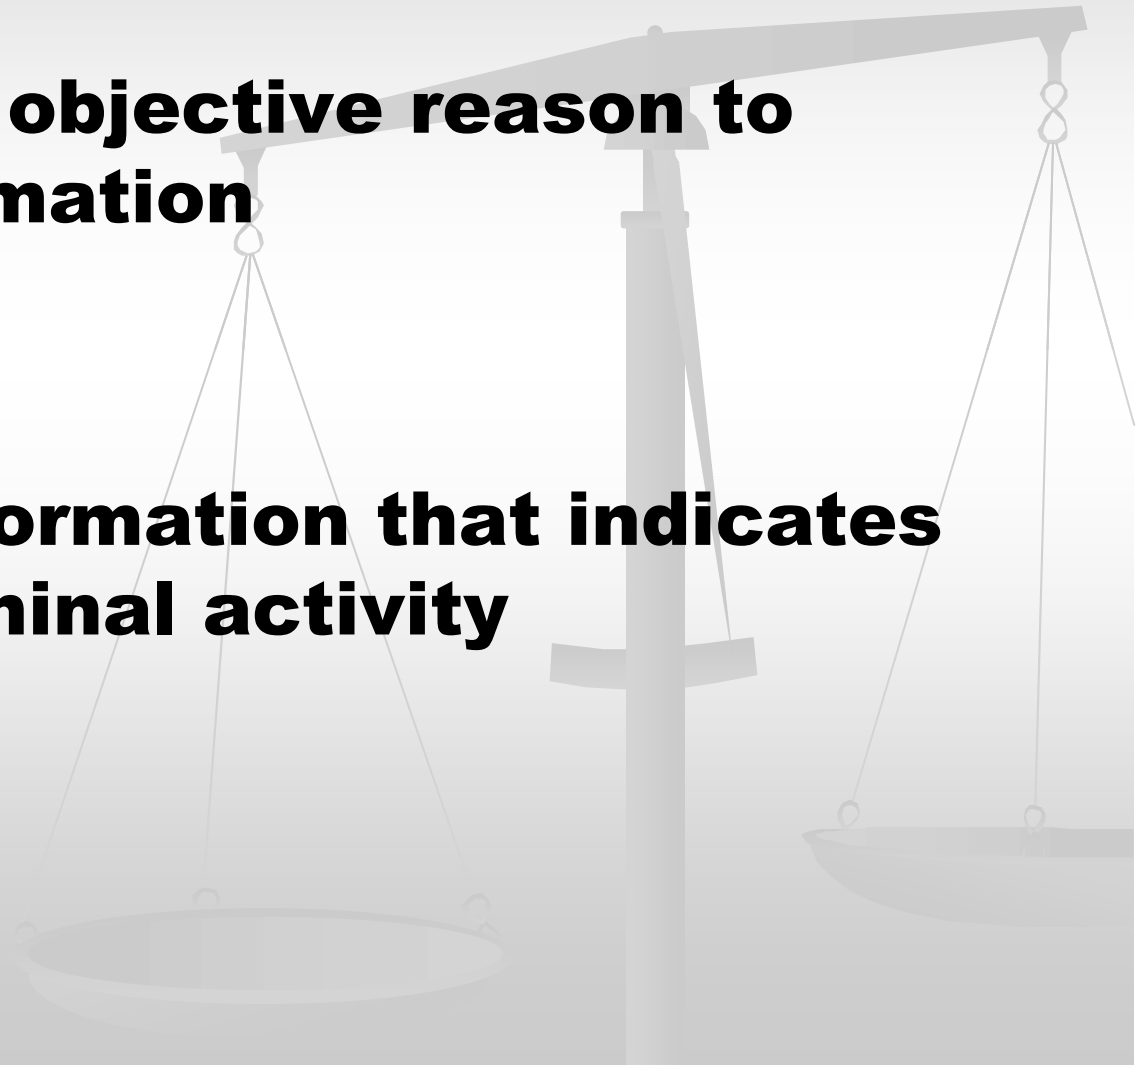 objective reason to
mation
ormation that indicates
ninal activity